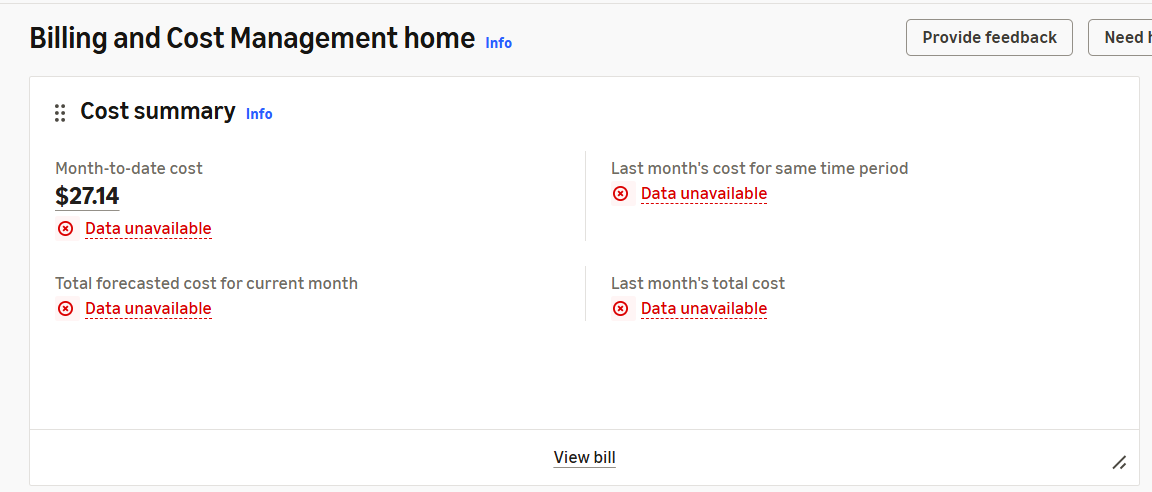 Billing and Cost Management home Info
Provide feedback
Need
Cost summary Info
Month-to-date cost
$27.14
Data unavailable
Last month's cost for same time period
Data unavailable
Total forecasted cost for current month
Data unavailable
Last month's total cost
Data unavailable
View bill